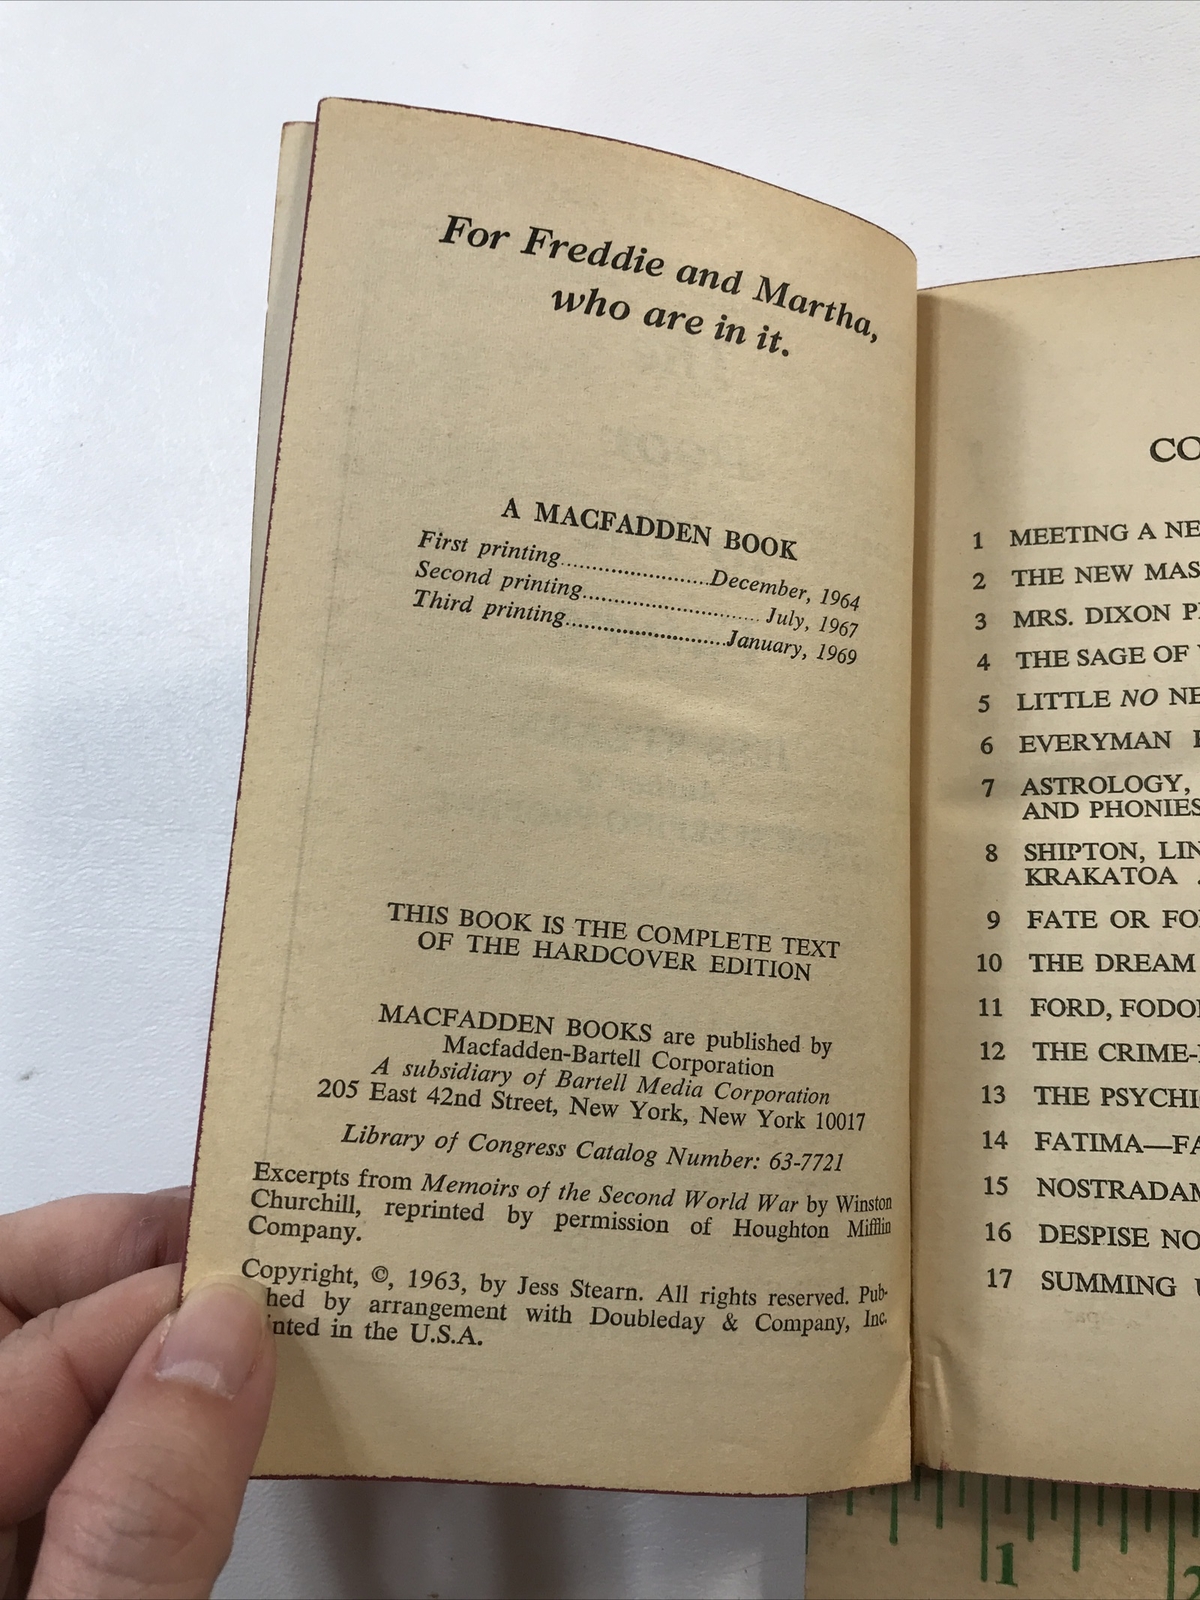 For Freddie and Martha,
who are in it.
A MACFADDEN BOOK
First printing..........................December, 1964
Second printing............................July, 1967
Third printing..........................January, 1969
THIS BOOK IS THE COMPLETE TEXT
OF THE HARDCOVER EDITION
MACFADDEN BOOKS are published by
Macfadden-Bartell Corporation
A subsidiary of Bartell Media Corporation
205 East 42nd Street, New York, New York 10017
Library of Congress Catalog Number: 63-7721
Excerpts from Memoirs of the Second World War by Winston
Churchill, reprinted by permission of Houghton Mifflin
Company.
Copyright, ©, 1963, by Jess Stearn. All rights reserved. Pub-
hed by arrangement with Doubleday & Company, Inc.
inted in the U.S.A.
CO
1 MEETING A NE
2 THE NEW MAS
3 MRS. DIXON P
4 THE SAGE OF
5 LITTLE NO NE
6 EVERYMAN
7 ASTROLOGY,
AND PHONIES
8 SHIPTON, LIN
KRAKATOA
9 FATE OR FO
10 THE DREAM
11 FORD, FODO
12 THE CRIME-
13 THE PSYCHI
14 FATIMA—FA
15 NOSTRADAM
16 DESPISE NO
17 SUMMING U
1
2